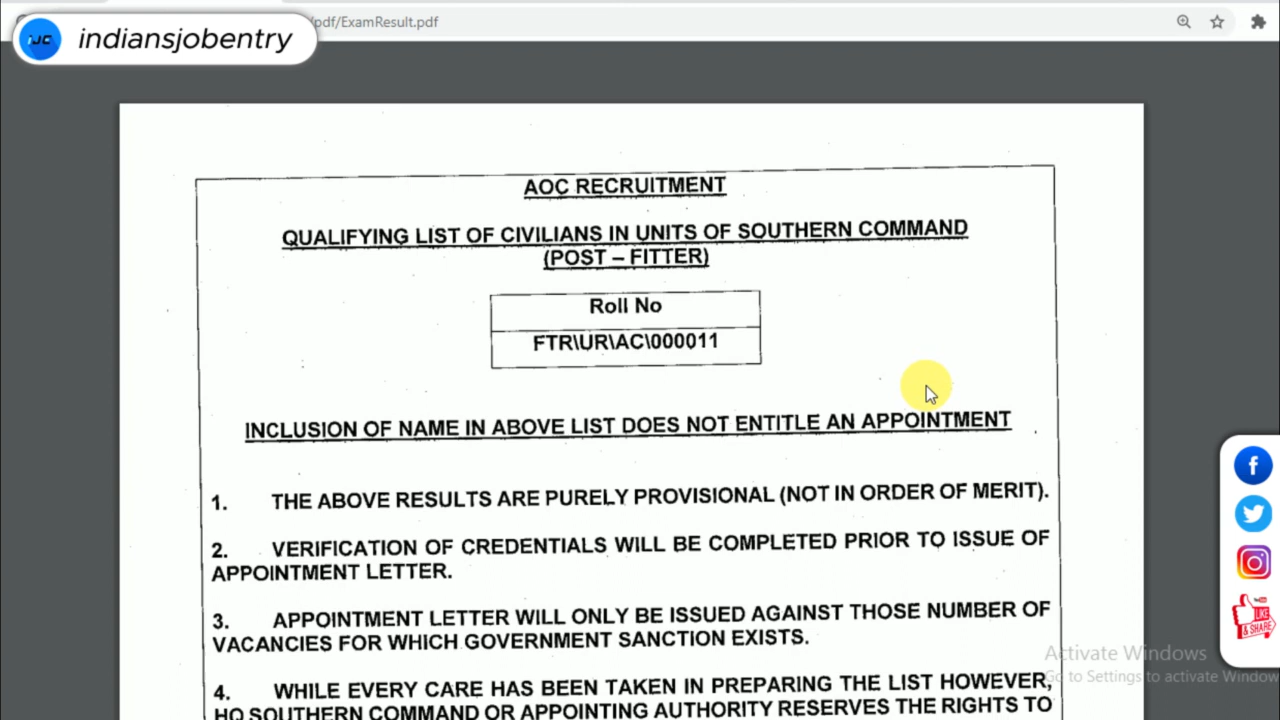 /pdf/ExamResult.pdf
IJC indiansjobentry
AOC RECRUITMENT
QUALIFYING LIST OF CIVILIANS IN UNITS OF SOUTHERN COMMAND
(POST – FITTER)
Roll No
FTR\UR\AC\000011
INCLUSION OF NAME IN ABOVE LIST DOES NOT ENTITLE AN APPOINTMENT
1. THE ABOVE RESULTS ARE PURELY PROVISIONAL (NOT IN ORDER OF MERIT).
2. VERIFICATION OF CREDENTIALS WILL BE COMPLETED PRIOR TO ISSUE OF
APPOINTMENT LETTER.
3. APPOINTMENT LETTER WILL ONLY BE ISSUED AGAINST THOSE NUMBER OF
VACANCIES FOR WHICH GOVERNMENT SANCTION EXISTS.
4. WHILE EVERY CARE HAS BEEN TAKEN IN PREPARING THE LIST HOWEVER,
HQ SOUTHERN COMMAND OR APPOINTING AUTHORITY RESERVES THE RIGHTS TO
LIKE
& SHARE
Activate Windows
Go to Settings to activate Window